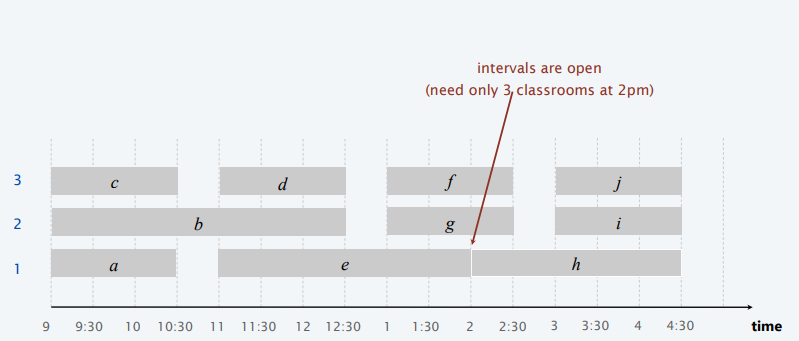 intervals are open
(need only 3 classrooms at 2pm)
3 c d f j
2 b g i
1 a e h
9 9:30 10 10:30 11 11:30 12 12:30 1 1:30 2 2:30 3 3:30 4 4:30 time